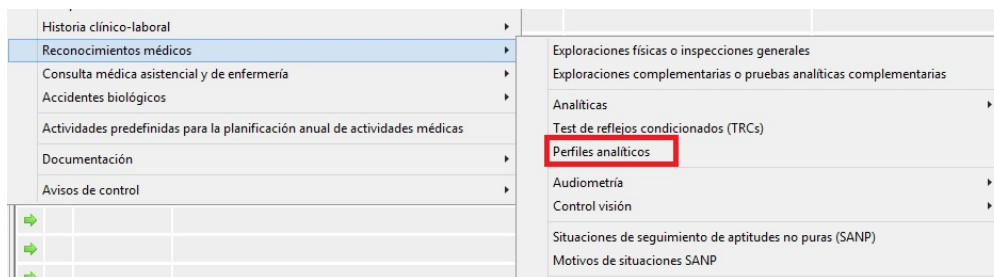 Historia clínico-laboral
Reconocimientos médicos
Consulta médica asistencial y de enfermería
Accidentes biológicos
Actividades predefinidas para la planificación anual de actividades médicas
Documentación
Avisos de control
Exploraciones físicas o inspecciones generales
Exploraciones complementarias o pruebas analíticas complementarias
Analíticas
Test de reflejos condicionados (TRCs)
Perfiles analíticos
Audiometría
Control visión
Situaciones de seguimiento de aptitudes no puras (SANP)
Motivos de situaciones SANP